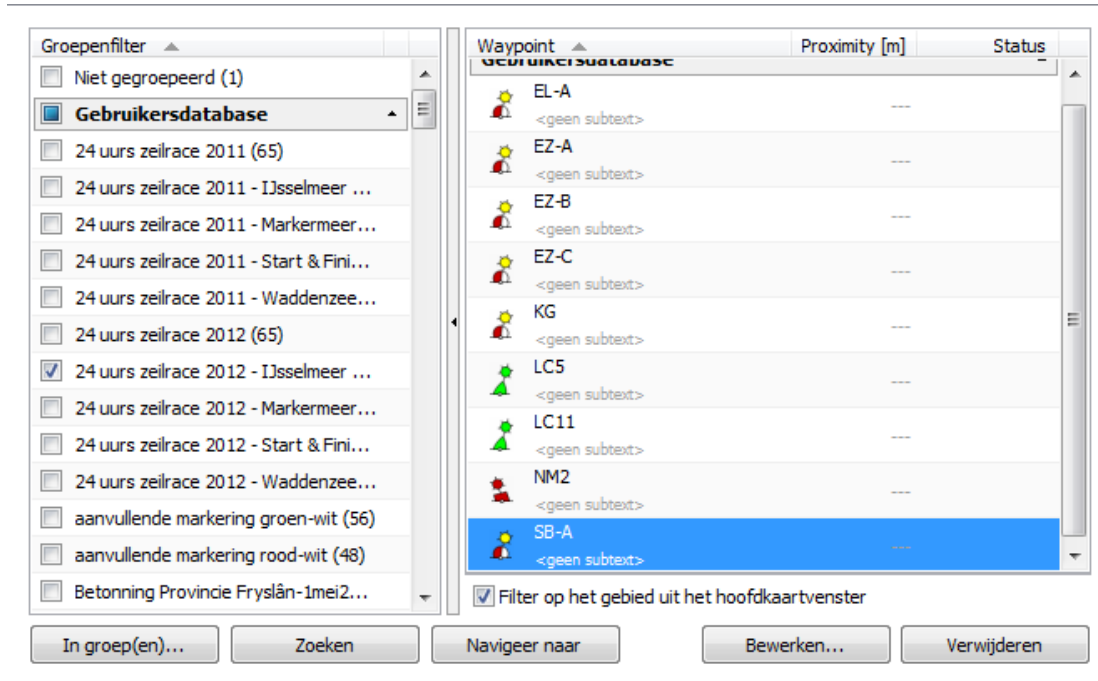 Groepenfilter
Niet gegroepeerd (1)
Gebruikersdatabase
24 uurs zeilrace 2011 (65)
24 uurs zeilrace 2011 - IJsselmeer ...
24 uurs zeilrace 2011 - Markermeer...
24 uurs zeilrace 2011 - Start & Fini...
24 uurs zeilrace 2011 - Waddenzee...
24 uurs zeilrace 2012 (65)
24 uurs zeilrace 2012 - IJsselmeer ...
24 uurs zeilrace 2012 - Markermeer...
24 uurs zeilrace 2012 - Start & Fini...
24 uurs zeilrace 2012 - Waddenzee...
aanvullende markering groen-wit (56)
aanvullende markering rood-wit (48)
Betonning Provincie Fryslân-1mei2...
Waypoint Proximity [m] Status
Gebruikersdatabase
EL-A
<geen subtext> ---
EZ-A
<geen subtext> ---
EZ-B
<geen subtext> ---
EZ-C
<geen subtext> ---
KG
<geen subtext> ---
LC5
<geen subtext> ---
LC11
<geen subtext> ---
NM2
<geen subtext> ---
SB-A
<geen subtext> ---
Filter op het gebied uit het hoofdkaartvenster
In groep(en)... Zoeken Navigeer naar Bewerken... Verwijderen